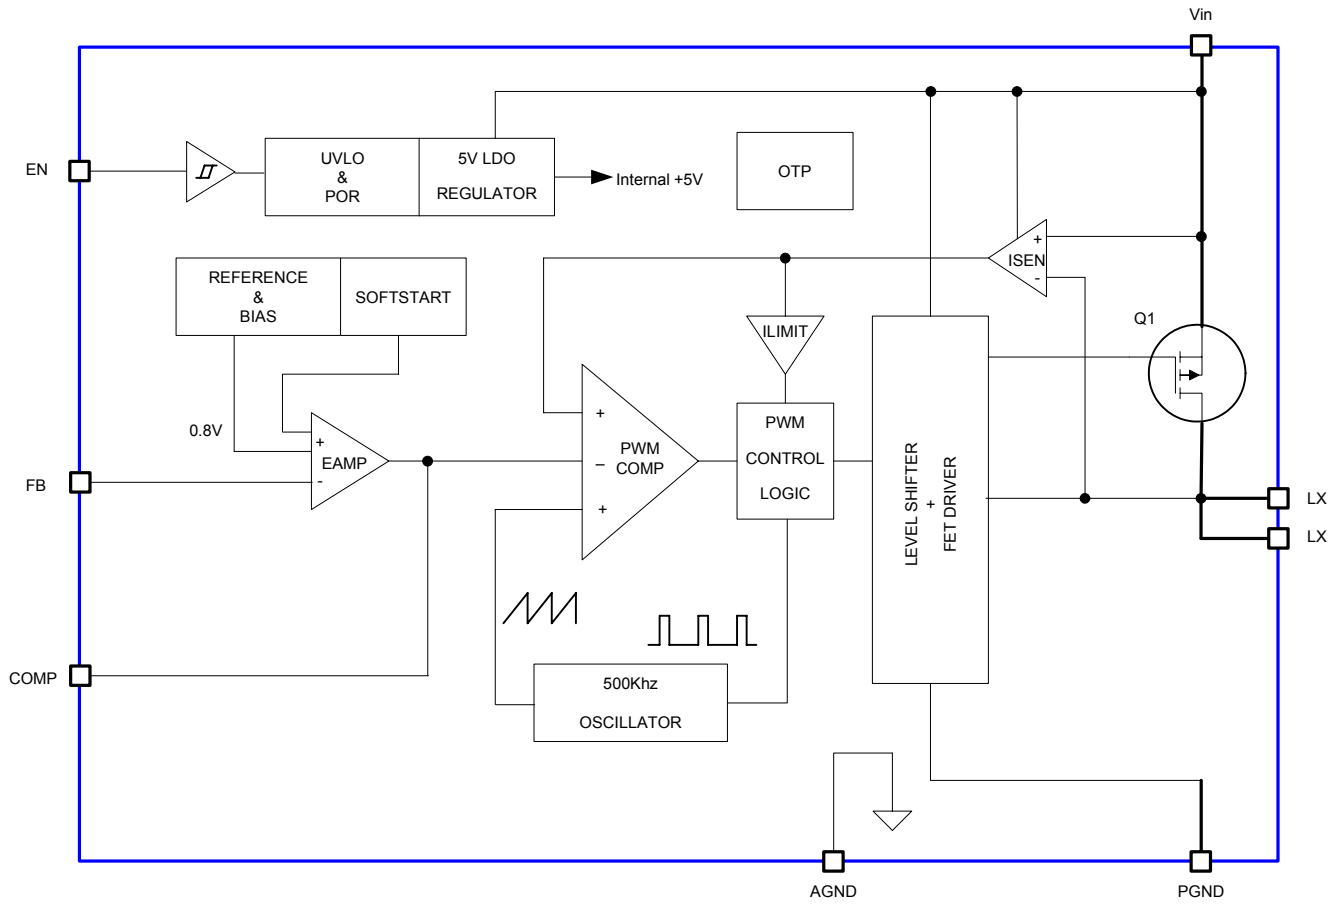 Vin
EN
UVLO
&
POR
5V LDO
REGULATOR
Internal +5V
OTP
+
ISEN
-
REFERENCE
&
BIAS
SOFTSTART
ILIMIT
Q1
0.8V
+
EAMP
-
FB
+
PWM
COMP
–
+
PWM
CONTROL
LOGIC
LEVEL SHIFTER
+
FET DRIVER
LX
LX
COMP
500Khz
OSCILLATOR
AGND
PGND